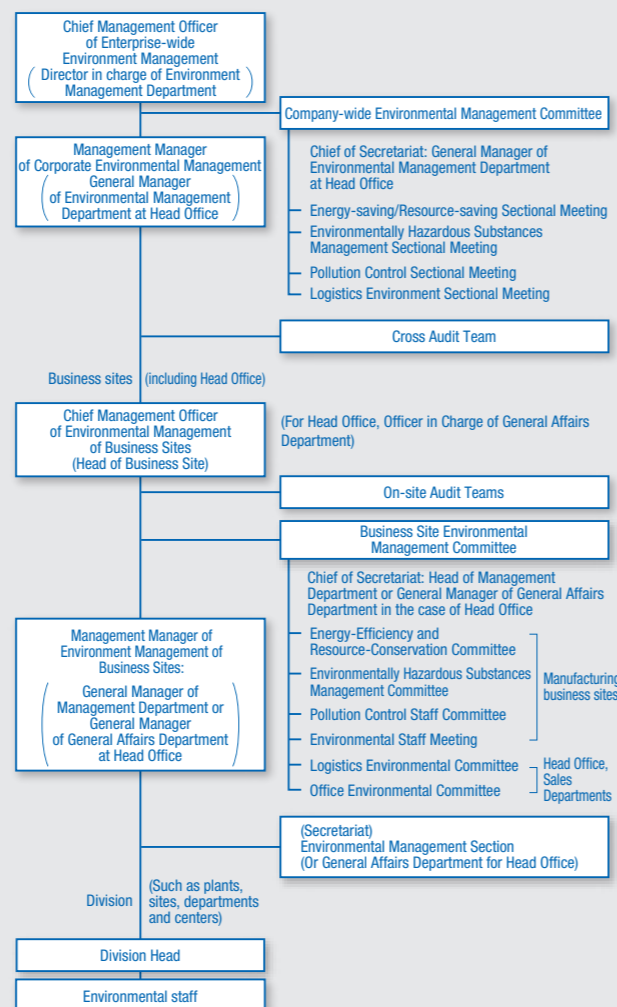 Chief Management Officer
of Enterprise-wide
Environment Management
(Director in charge of Environment
Management Department)
Company-wide Environmental Management Committee
Management Manager
of Corporate Environmental Management
(General Manager
of Environmental Management
Department at Head Office)
Chief of Secretariat: General Manager of
Environmental Management Department
at Head Office
Energy-saving/Resource-saving Sectional Meeting
Environmentally Hazardous Substances
Management Sectional Meeting
Pollution Control Sectional Meeting
Logistics Environment Sectional Meeting
Cross Audit Team
Business sites (including Head Office)
Chief Management Officer
of Environmental Management
of Business Sites
(Head of Business Site)
(For Head Office, Officer in Charge of General Affairs
Department)
On-site Audit Teams
Business Site Environmental
Management Committee
Chief of Secretariat: Head of Management
Department or General Manager of General Affairs
Department in the case of Head Office
Energy-Efficiency and
Resource-Conservation Committee
Environmentally Hazardous Substances
Management Committee
Pollution Control Staff Committee
Environmental Staff Meeting
Manufacturing
business sites
Logistics Environmental Committee
Office Environmental Committee
Head Office,
Sales
Departments
Management Manager of
Environment Management of
Business Sites:
(General Manager of
Management Department or
General Manager
of General Affairs Department
at Head Office)
(Secretariat)
Environmental Management Section
(Or General Affairs Department for Head Office)
Division
(Such as plants,
sites, departments
and centers)
Division Head
Environmental staff